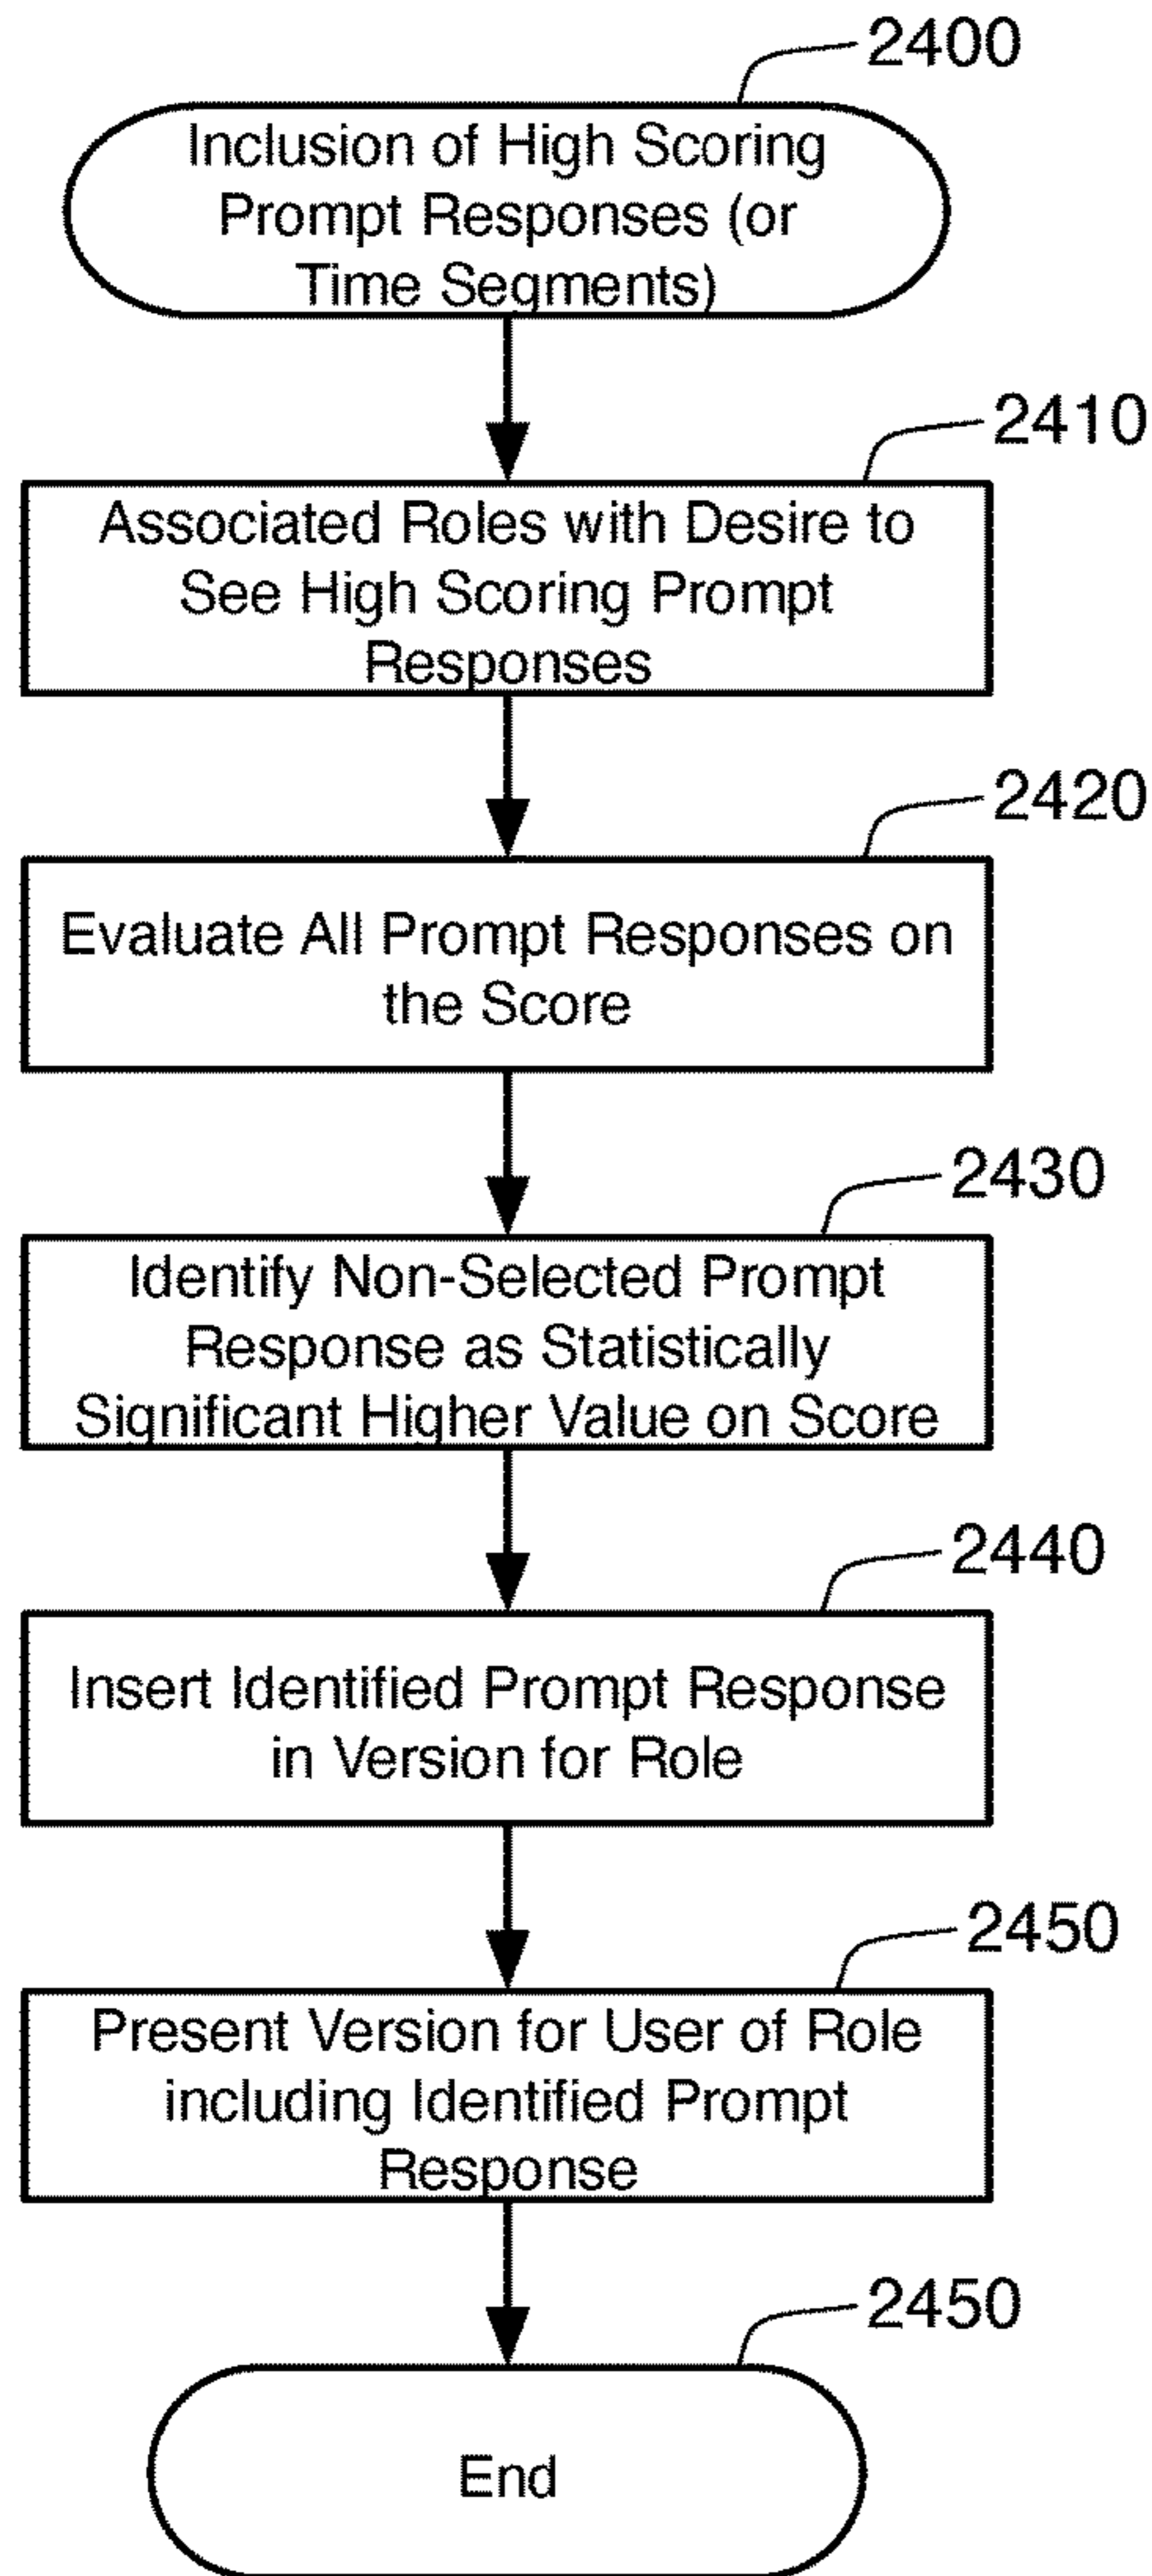 2400
Inclusion of High Scoring
Prompt Responses (or
Time Segments)
2410
Associated Roles with Desire to
See High Scoring Prompt
Responses
2420
Evaluate All Prompt Responses on
the Score
2430
Identify Non-Selected Prompt
Response as Statistically
Significant Higher Value on Score
2440
Insert Identified Prompt Response
in Version for Role
2450
Present Version for User of Role
including Identified Prompt
Response
2450
End